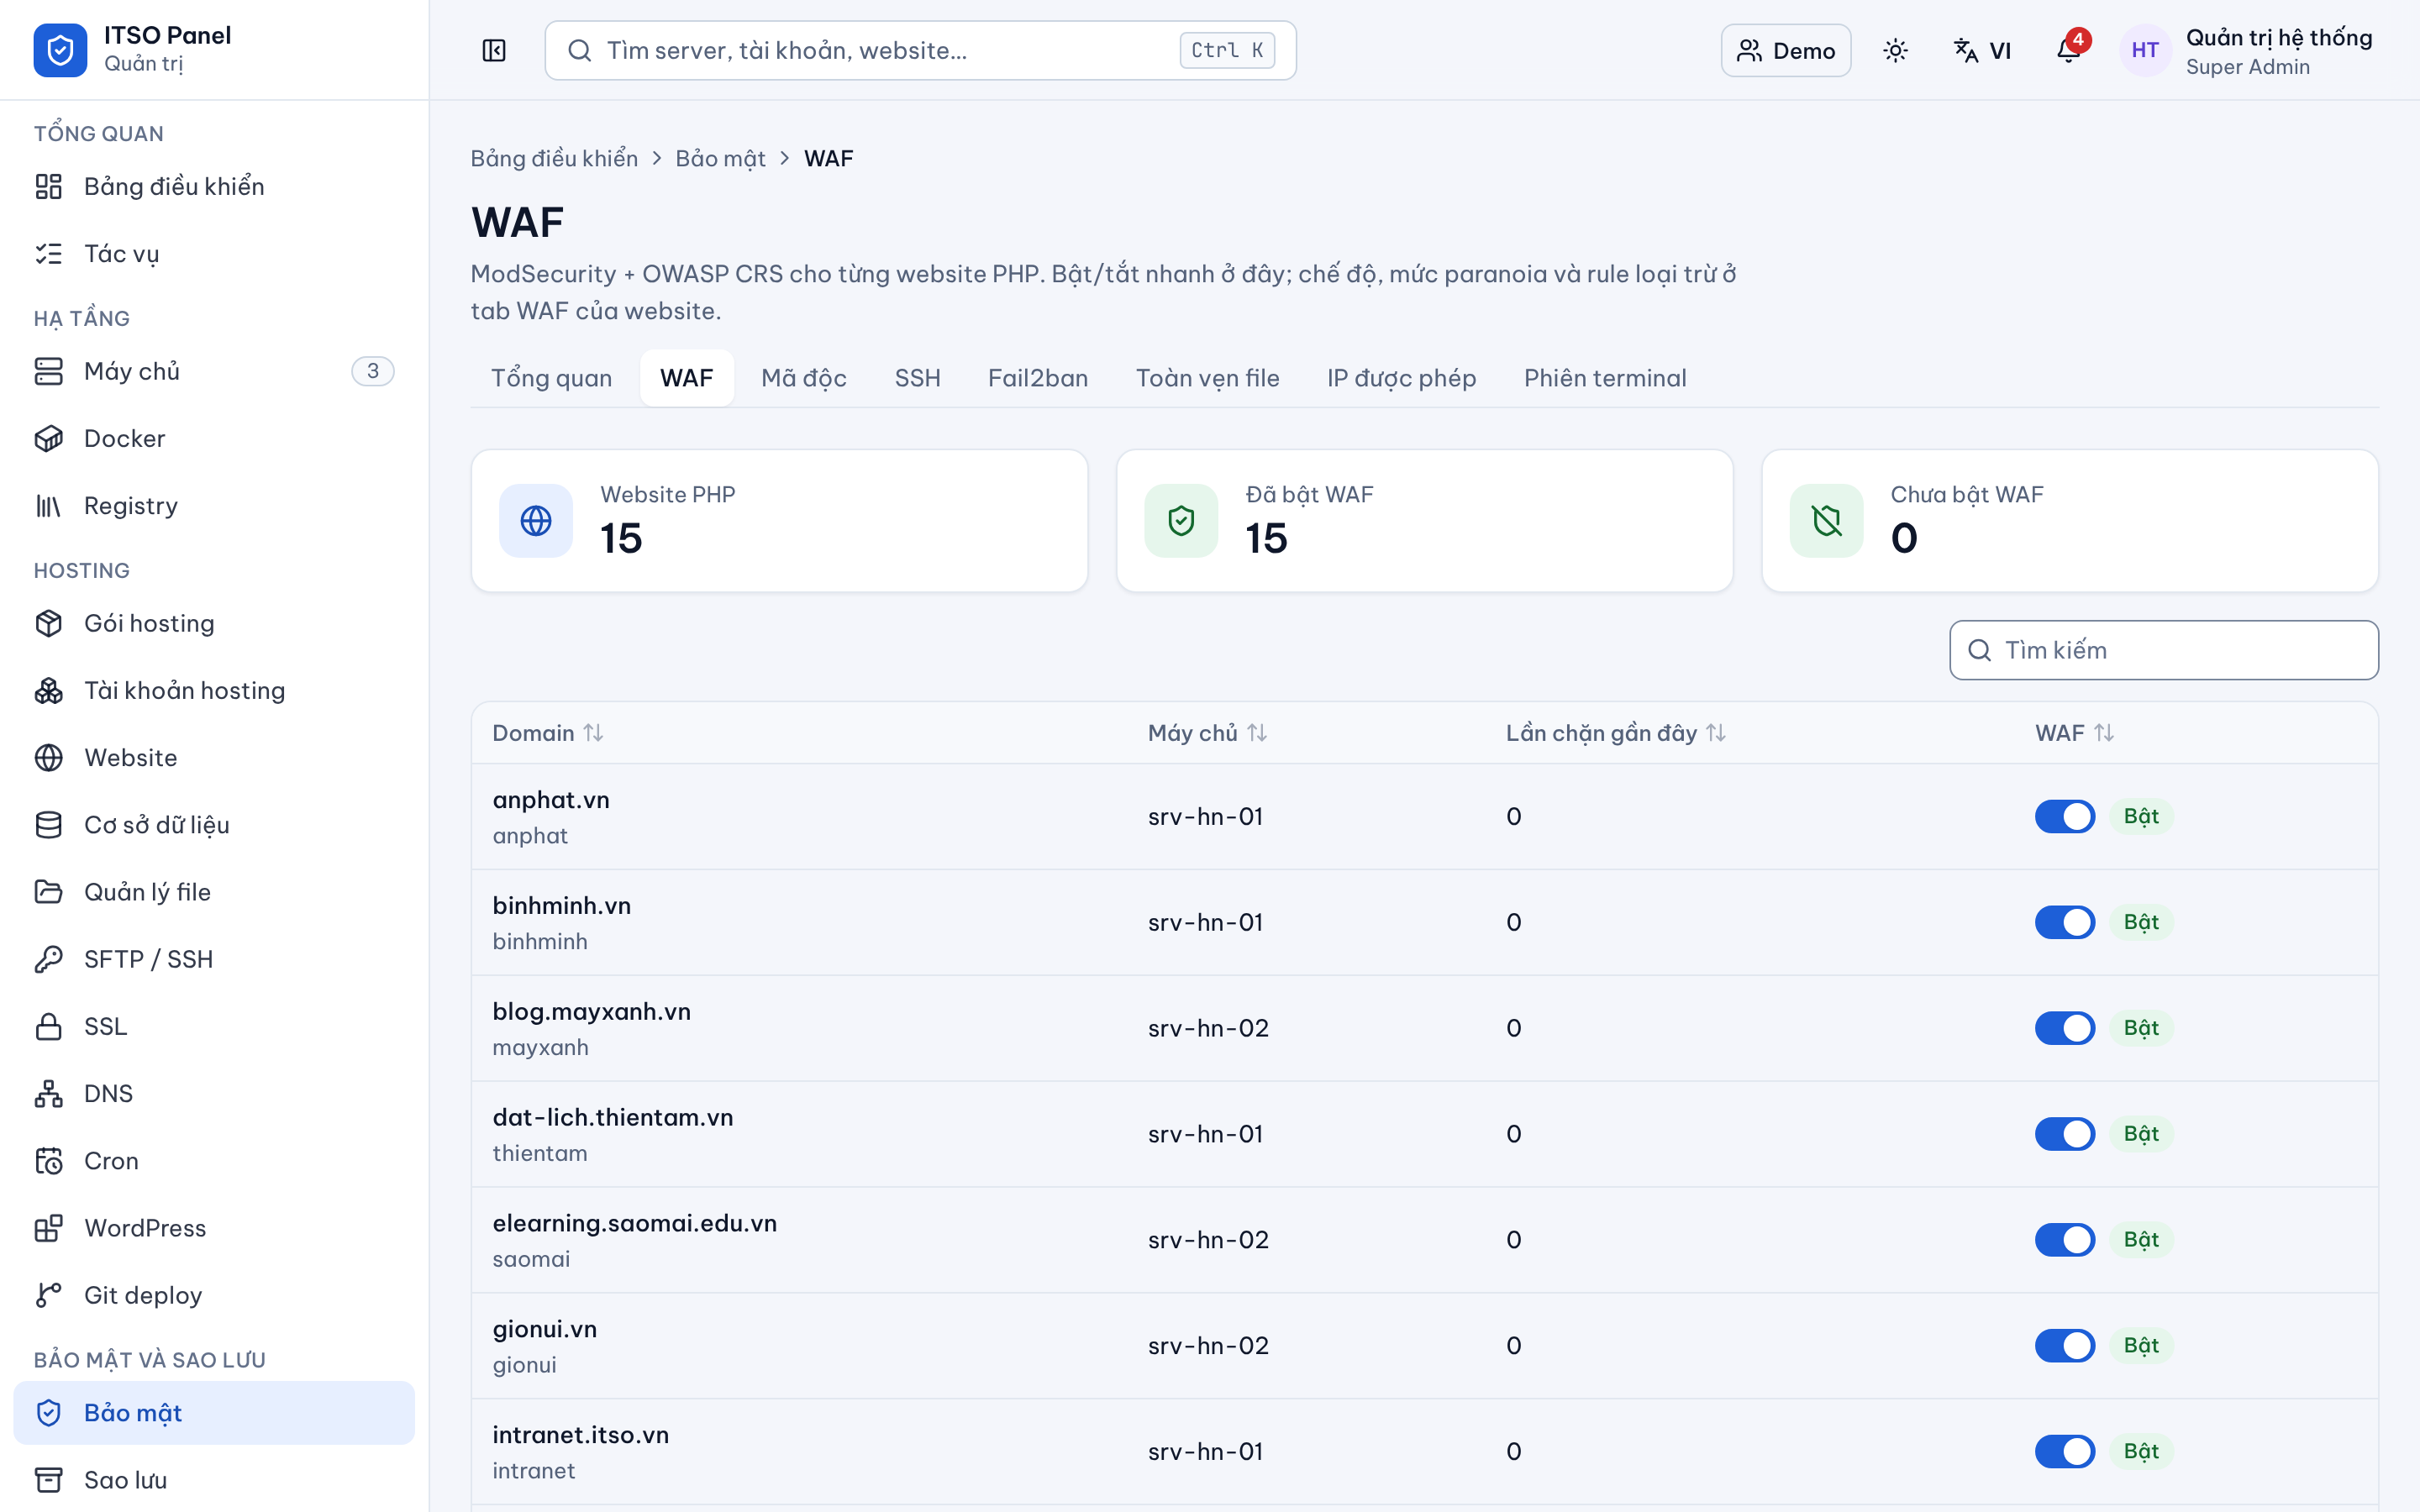 ITSO Panel
Quản trị
Tìm server, tài khoản, website...
Ctrl K
Demo
VI
4
HT
Quản trị hệ thống
Super Admin
TỔNG QUAN
Bảng điều khiển
Tác vụ
HẠ TẦNG
Máy chủ
3
Docker
Registry
HOSTING
Gói hosting
Tài khoản hosting
Website
Cơ sở dữ liệu
Quản lý file
SFTP / SSH
SSL
DNS
Cron
WordPress
Git deploy
BẢO MẬT VÀ SAO LƯU
Bảo mật
Sao lưu
Bảng điều khiển > Bảo mật > WAF
WAF
ModSecurity + OWASP CRS cho từng website PHP. Bật/tắt nhanh ở đây; chế độ, mức paranoia và rule loại trừ ở
tab WAF của website.
Tổng quan WAF Mã độc SSH Fail2ban Toàn vẹn file IP được phép Phiên terminal
Website PHP
15
Đã bật WAF
15
Chưa bật WAF
0
Tìm kiếm
Domain Máy chủ Lần chặn gần đây WAF
anphat.vn
anphat
srv-hn-01 0 Bật
binhminh.vn
binhminh
srv-hn-01 0 Bật
blog.mayxanh.vn
mayxanh
srv-hn-02 0 Bật
dat-lich.thientam.vn
thientam
srv-hn-01 0 Bật
elearning.saomai.edu.vn
saomai
srv-hn-02 0 Bật
gionui.vn
gionui
srv-hn-02 0 Bật
intranet.itso.vn
intranet
srv-hn-01 0 Bật